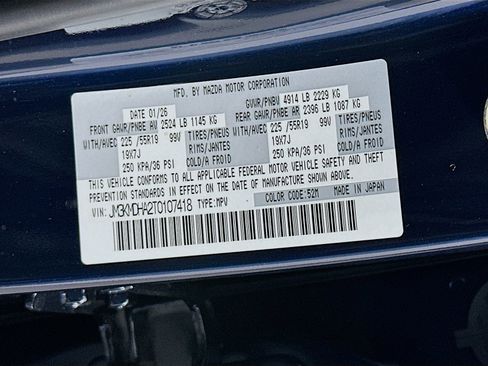 MFD. BY MAZDA MOTOR CORPORATION
DATE 01/26 GVWR/PNBV 4914 LB 2229 KG
FRONT GAWR/PNBE AV 2524 LB 1145 KG REAR GAWR/PNBE AR 2396 LB 1087 KG
WITH/AVEC 225 /55R19 99V TIRES/PNEUS WITH/AVEC 225 /55R19 99V TIRES/PNEUS
19X7J RIMS/JANTES 19X7J RIMS/JANTES
250 KPA/36 PSI COLD/A FROID 250 KPA/36 PSI COLD/A FROID
THIS VEHICLE CONFORMS TO ALL APPLICABLE FEDERAL MOTOR VEHICLE SAFETY AND THEFT
PREVENTION STANDARDS IN EFFECT ON THE DATE OF MANUFACTURE SHOWN ABOVE.
VIN: JM3KMDHA2T0107418 TYPE:MPV COLOR CODE:52M MADE IN JAPAN